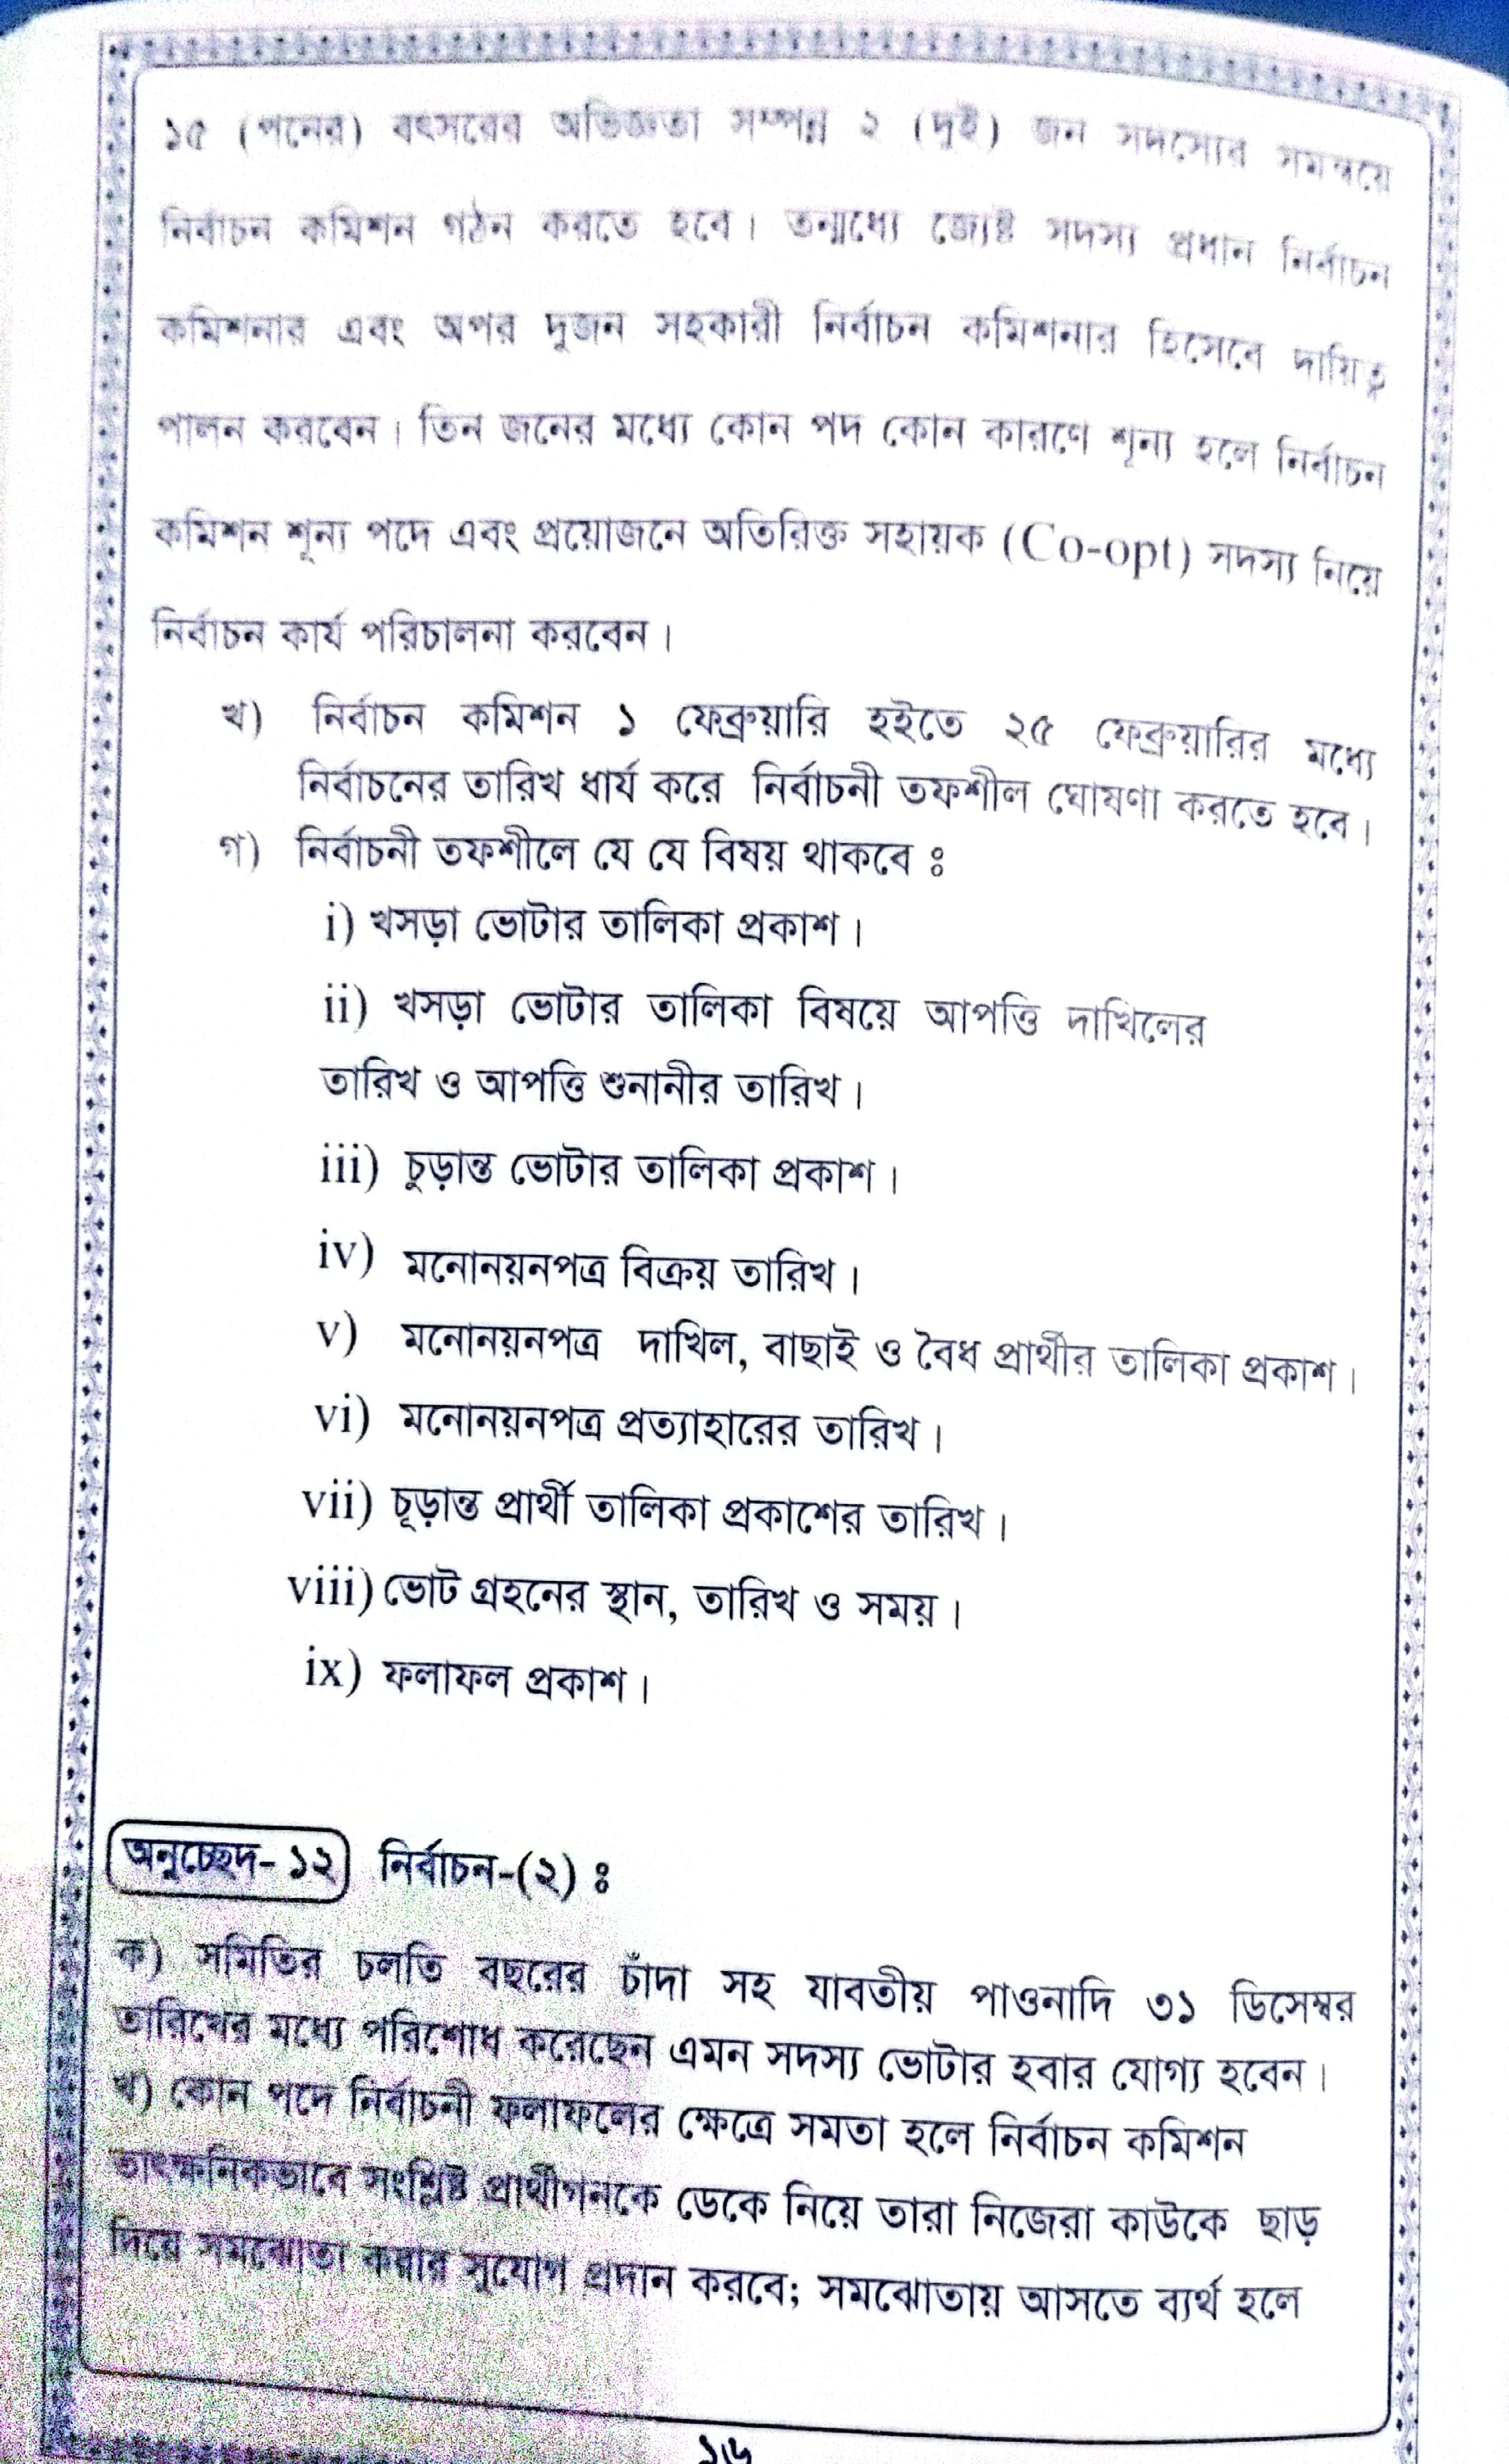 ১৫ (পনের) বৎসরের অভিজ্ঞতা সম্পন্ন ২ (দুই) জন সদস্যের সমন্বয়ে
নির্বাচন কমিশন গঠন করতে হবে। তন্মধ্যে জ্যেষ্ট সদস্য প্রধান নির্বাচন
কমিশনার এবং অপর দুজন সহকারী নির্বাচন কমিশনার হিসেবে দায়িত্ব
পালন করবেন। তিন জনের মধ্যে কোন পদ কোন কারণে শূন্য হলে নির্বাচন
কমিশন শূন্য পদে এবং প্রয়োজনে অতিরিক্ত সহায়ক (Co-opt) সদস্য নিয়ে
নির্বাচন কার্য পরিচালনা করবেন।
খ) নির্বাচন কমিশন ১ ফেব্রুয়ারি হইতে ২৫ ফেব্রুয়ারির মধ্যে
নির্বাচনের তারিখ ধার্য করে নির্বাচনী তফশীল ঘোষণা করতে হবে।
গ) নির্বাচনী তফশীলে যে যে বিষয় থাকবে ঃ
i) খসড়া ভোটার তালিকা প্রকাশ।
ii) খসড়া ভোটার তালিকা বিষয়ে আপত্তি দাখিলের
তারিখ ও আপত্তি শুনানীর তারিখ।
iii) চুড়ান্ত ভোটার তালিকা প্রকাশ।
iv) মনোনয়নপত্র বিক্রয় তারিখ।
v) মনোনয়নপত্র দাখিল, বাছাই ও বৈধ প্রার্থীর তালিকা প্রকাশ।
vi) মনোনয়নপত্র প্রত্যাহারের তারিখ।
vii) চূড়ান্ত প্রার্থী তালিকা প্রকাশের তারিখ।
viii) ভোট গ্রহনের স্থান, তারিখ ও সময়।
ix) ফলাফল প্রকাশ।
অনুচ্ছেদ- ১২ নির্বাচন-(২) ঃ
ক) সমিতির চলতি বছরের চাঁদা সহ যাবতীয় পাওনাদি ৩১ ডিসেম্বর
তারিখের মধ্যে পরিশোধ করেছেন এমন সদস্য ভোটার হবার যোগ্য হবেন।
খ) কোন পদে নির্বাচনী ফলাফলের ক্ষেত্রে সমতা হলে নির্বাচন কমিশন
তাৎক্ষনিকভাবে সংশ্লিষ্ট প্রার্থীগনকে ডেকে নিয়ে তারা নিজেরা কাউকে ছাড়
দিয়ে সমঝোতা করার সুযোগ প্রদান করবে; সমঝোতায় আসতে ব্যর্থ হলে
১৬